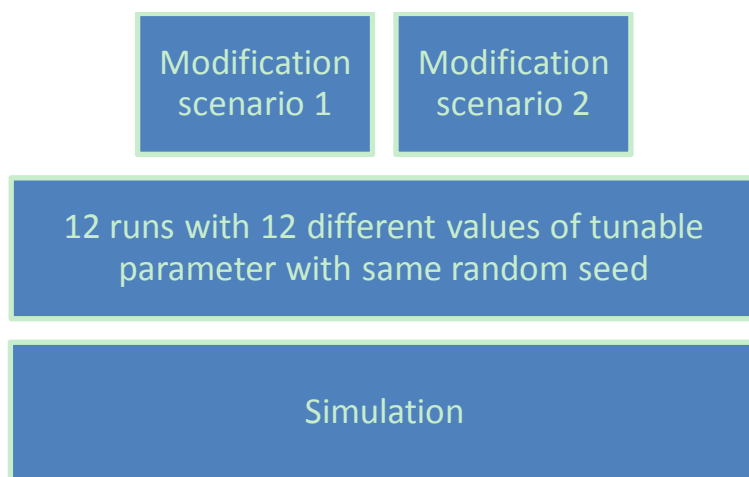 Modification
scenario 1
Modification
scenario 2
12 runs with 12 different values of tunable
parameter with same random seed
Simulation